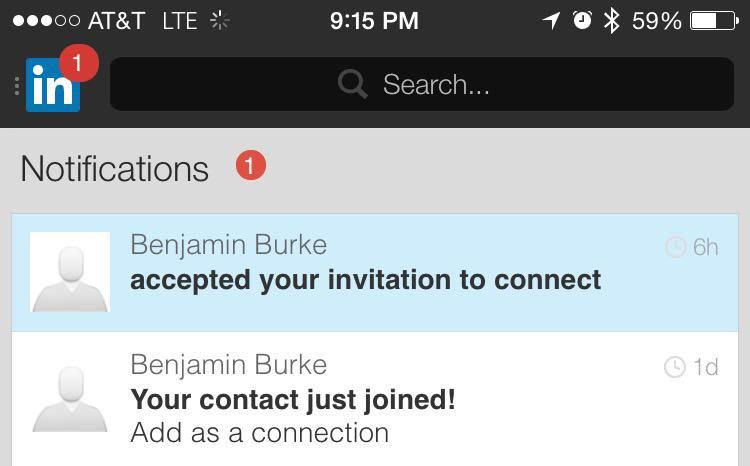 AT&T LTE 9:15 PM 59%
in 1 Search...
Notifications 1
Benjamin Burke 6h
accepted your invitation to connect
Benjamin Burke 1d
Your contact just joined!
Add as a connection